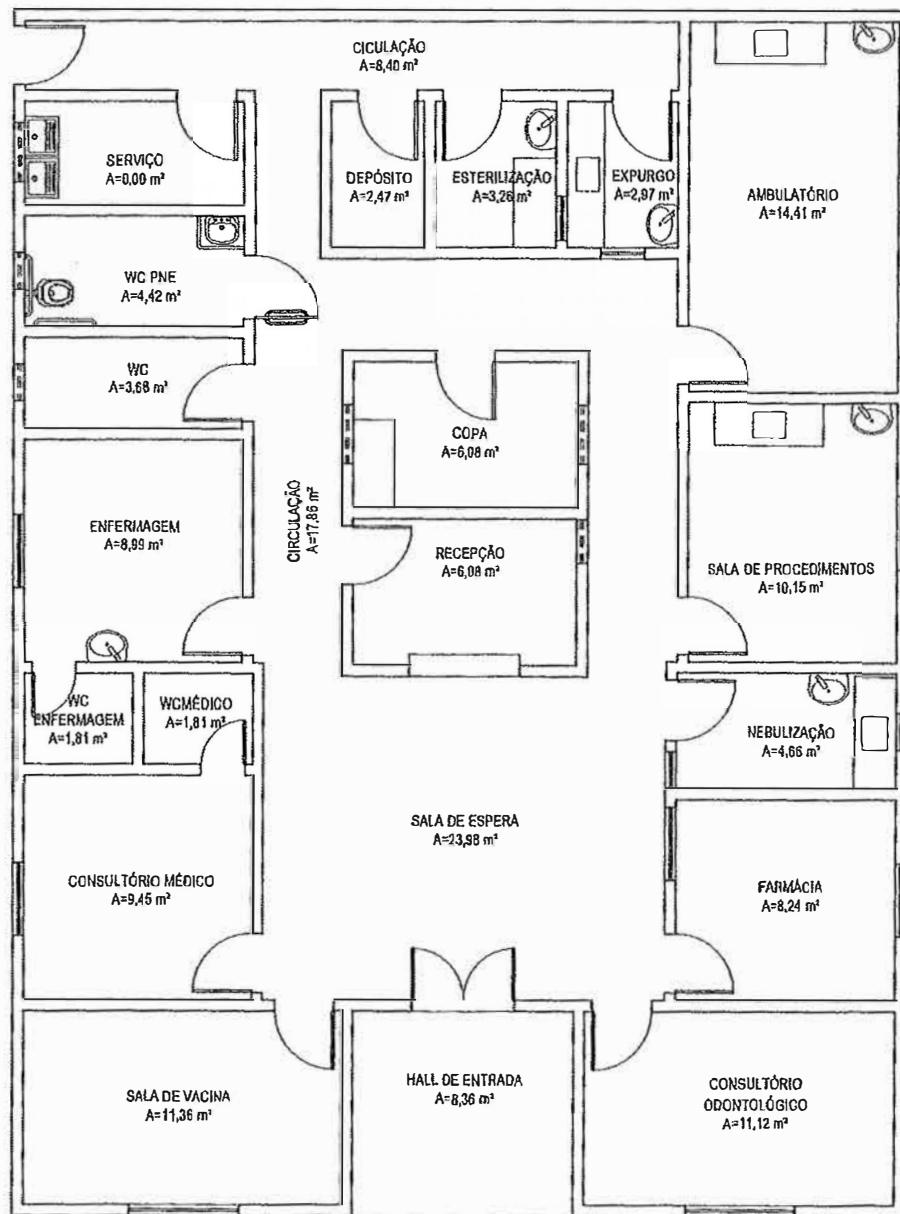 CICULAÇÃO
A=8,40 m²
SERVIÇO
A=0,00 m²
DEPÓSITO
A=2,47 m²
ESTERILIZAÇÃO
A=3,26 m²
EXPURGO
A=2,97 m²
AMBULATÓRIO
A=14,41 m²
WC PNE
A=4,42 m²
WC
A=3,68 m²
COPA
A=6,08 m²
ENFERMAGEM
A=8,99 m²
CIRCULAÇÃO
A=17,86 m²
RECEPÇÃO
A=6,08 m²
SALA DE PROCEDIMENTOS
A=10,15 m²
WC
ENFERMAGEM
A=1,81 m²
WCMÉDICO
A=1,81 m²
NEBULIZAÇÃO
A=4,66 m²
SALA DE ESPERA
A=23,98 m²
CONSULTÓRIO MÉDICO
A=9,45 m²
FARMÁCIA
A=8,24 m²
SALA DE VACINA
A=11,36 m²
HALL DE ENTRADA
A=8,36 m²
CONSULTÓRIO
ODONTOLÓGICO
A=11,12 m²